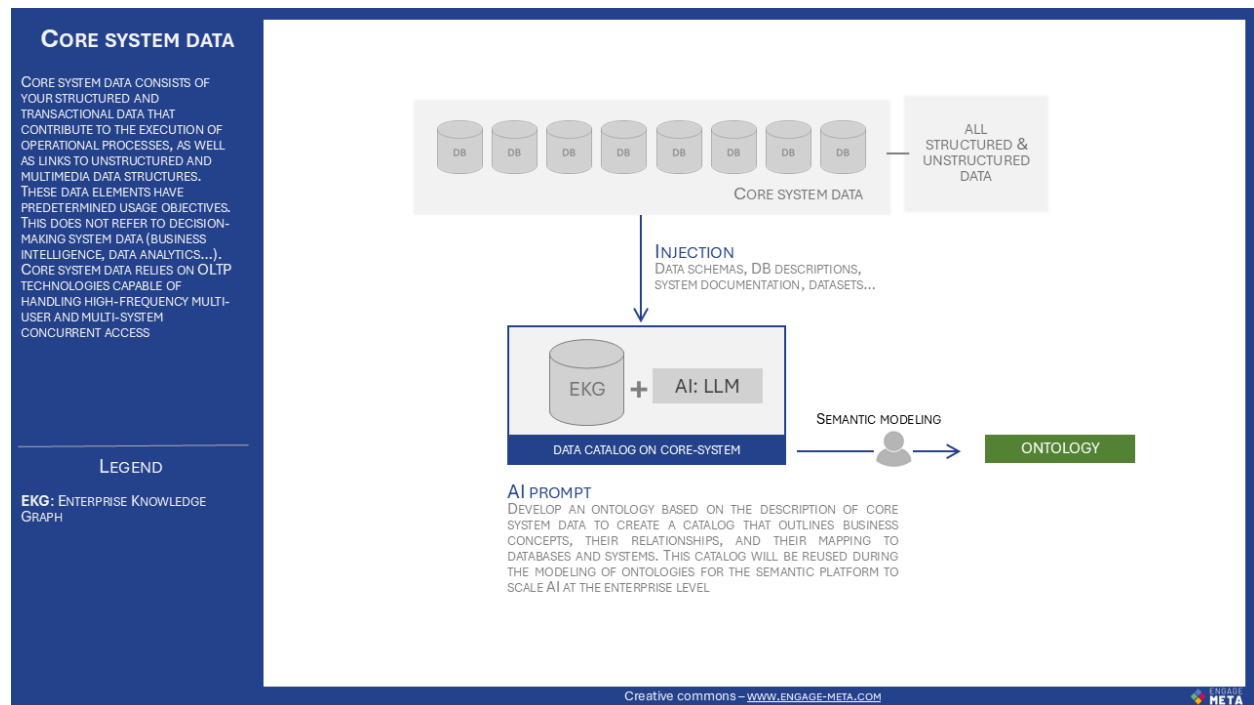 CORE SYSTEM DATA
CORE SYSTEM DATA CONSISTS OF
YOUR STRUCTURED AND
TRANSACTIONAL DATA THAT
CONTRIBUTE TO THE EXECUTION OF
OPERATIONAL PROCESSES, AS WELL
AS LINKS TO UNSTRUCTURED AND
MULTIMEDIA DATA STRUCTURES.
THESE DATA ELEMENTS HAVE
PREDETERMINED USAGE OBJECTIVES.
THIS DOES NOT REFER TO DECISION-
MAKING SYSTEM DATA (BUSINESS
INTELLIGENCE, DATA ANALYTICS...).
CORE SYSTEM DATA RELIES ON OLTP
TECHNOLOGIES CAPABLE OF
HANDLING HIGH-FREQUENCY MULTI-
USER AND MULTI-SYSTEM
CONCURRENT ACCESS
LEGEND
EKG: ENTERPRISE KNOWLEDGE
GRAPH
DB DB DB DB DB DB DB DB
CORE SYSTEM DATA
ALL
STRUCTURED &
UNSTRUCTURED
DATA
INJECTION
DATA SCHEMAS, DB DESCRIPTIONS,
SYSTEM DOCUMENTATION, DATASETS...
EKG + AI: LLM
DATA CATALOG ON CORE-SYSTEM
SEMANTIC MODELING
ONTOLOGY
AI PROMPT
DEVELOP AN ONTOLOGY BASED ON THE DESCRIPTION OF CORE
SYSTEM DATA TO CREATE A CATALOG THAT OUTLINES BUSINESS
CONCEPTS, THEIR RELATIONSHIPS, AND THEIR MAPPING TO
DATABASES AND SYSTEMS. THIS CATALOG WILL BE REUSED DURING
THE MODELING OF ONTOLOGIES FOR THE SEMANTIC PLATFORM TO
SCALE AI AT THE ENTERPRISE LEVEL
Creative commons – WWW.ENGAGE-META.COM
ENGAGE
META